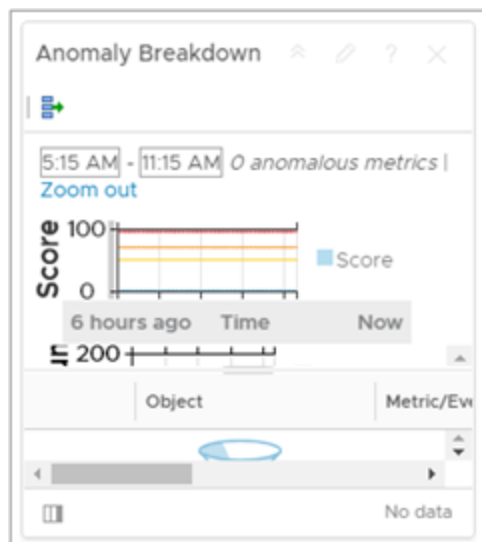 Anomaly Breakdown ?
5:15 AM - 11:15 AM 0 anomalous metrics |
Zoom out
Score
100
0
Score
6 hours ago Time Now
200
Object Metric/Eve
No data